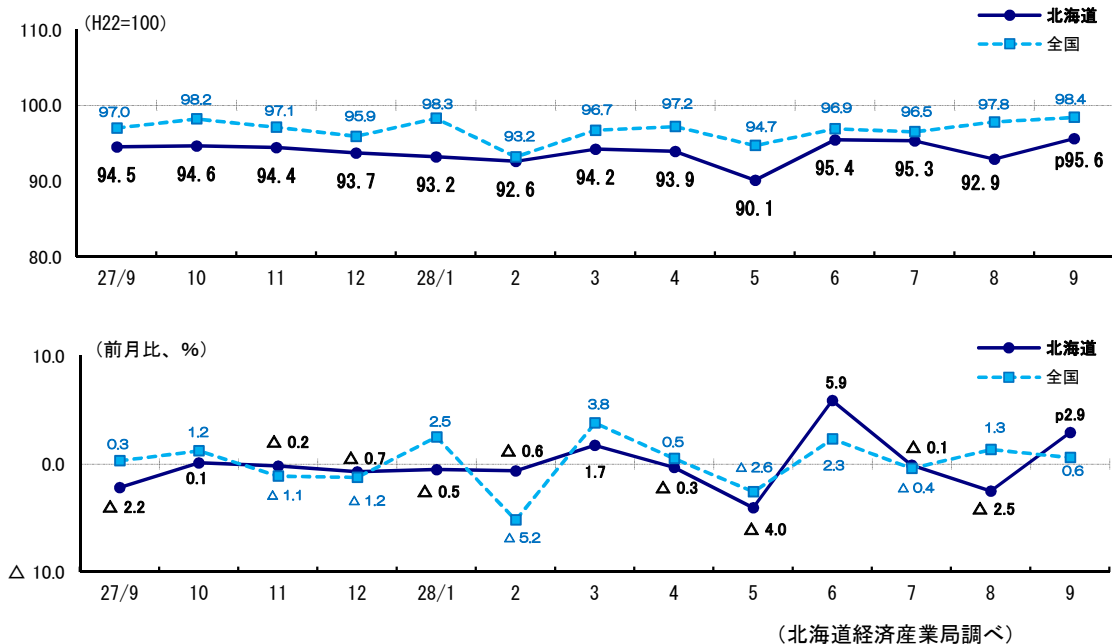 (H22=100)
北海道
全国
110.0
100.0
90.0
80.0
97.0 98.2 97.1 95.9 98.3 93.2 96.7 97.2 94.7 96.9 96.5 97.8 98.4
94.5 94.6 94.4 93.7 93.2 92.6 94.2 93.9 90.1 95.4 95.3 92.9 p95.6
27/9 10 11 12 28/1 2 3 4 5 6 7 8 9
(前月比、%)
北海道
全国
10.0
0.0
△ 10.0
0.3 1.2 △ 1.1 △ 1.2 2.5 △ 5.2 3.8 0.5 △ 2.6 2.3 △ 0.4 1.3 0.6
△ 2.2 0.1 △ 0.2 △ 0.7 △ 0.5 △ 0.6 1.7 △ 0.3 △ 4.0 5.9 △ 0.1 △ 2.5 p2.9
27/9 10 11 12 28/1 2 3 4 5 6 7 8 9
(北海道経済産業局調べ)